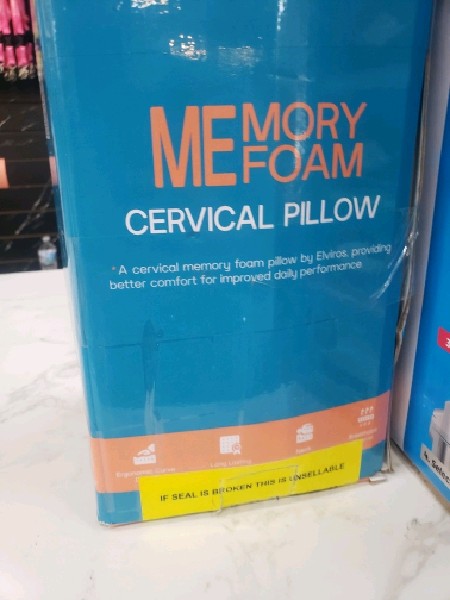 MEMORY
FOAM
CERVICAL PILLOW
*A cervical memory foam pillow by Elviros, providing
better comfort for improved daily performance
IF SEAL IS BROKEN THIS IS UNSELLABLE